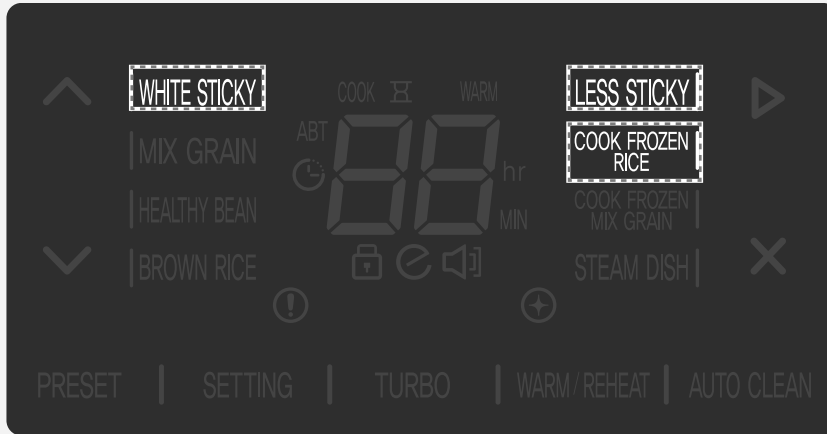 WHITE STICKY
COOK
WARM
LESS STICKY
MIX GRAIN
ABT
88
hr
MIN
COOK FROZEN
RICE
HEALTHY BEAN
COOK FROZEN
MIX GRAIN
BROWN RICE
STEAM DISH
PRESET
SETTING
TURBO
WARM / REHEAT
AUTO CLEAN